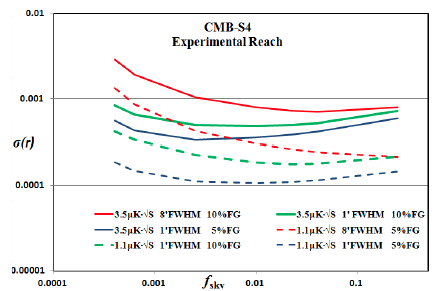 CMB-S4
Experimental Reach
0.01
0.001
σ(r)
0.0001
0.00001
3.5μK·√S 8'FWHM 10%FG
3.5μK·√S 1'FWHM 10%FG
3.5μK·√S 1'FWHM 5%FG
1.1μK·√S 8'FWHM 5%FG
1.1μK·√S 1'FWHM 10%FG
1.1μK·√S 1'FWHM 5%FG
0.0001
0.001
0.01
0.1
fsky